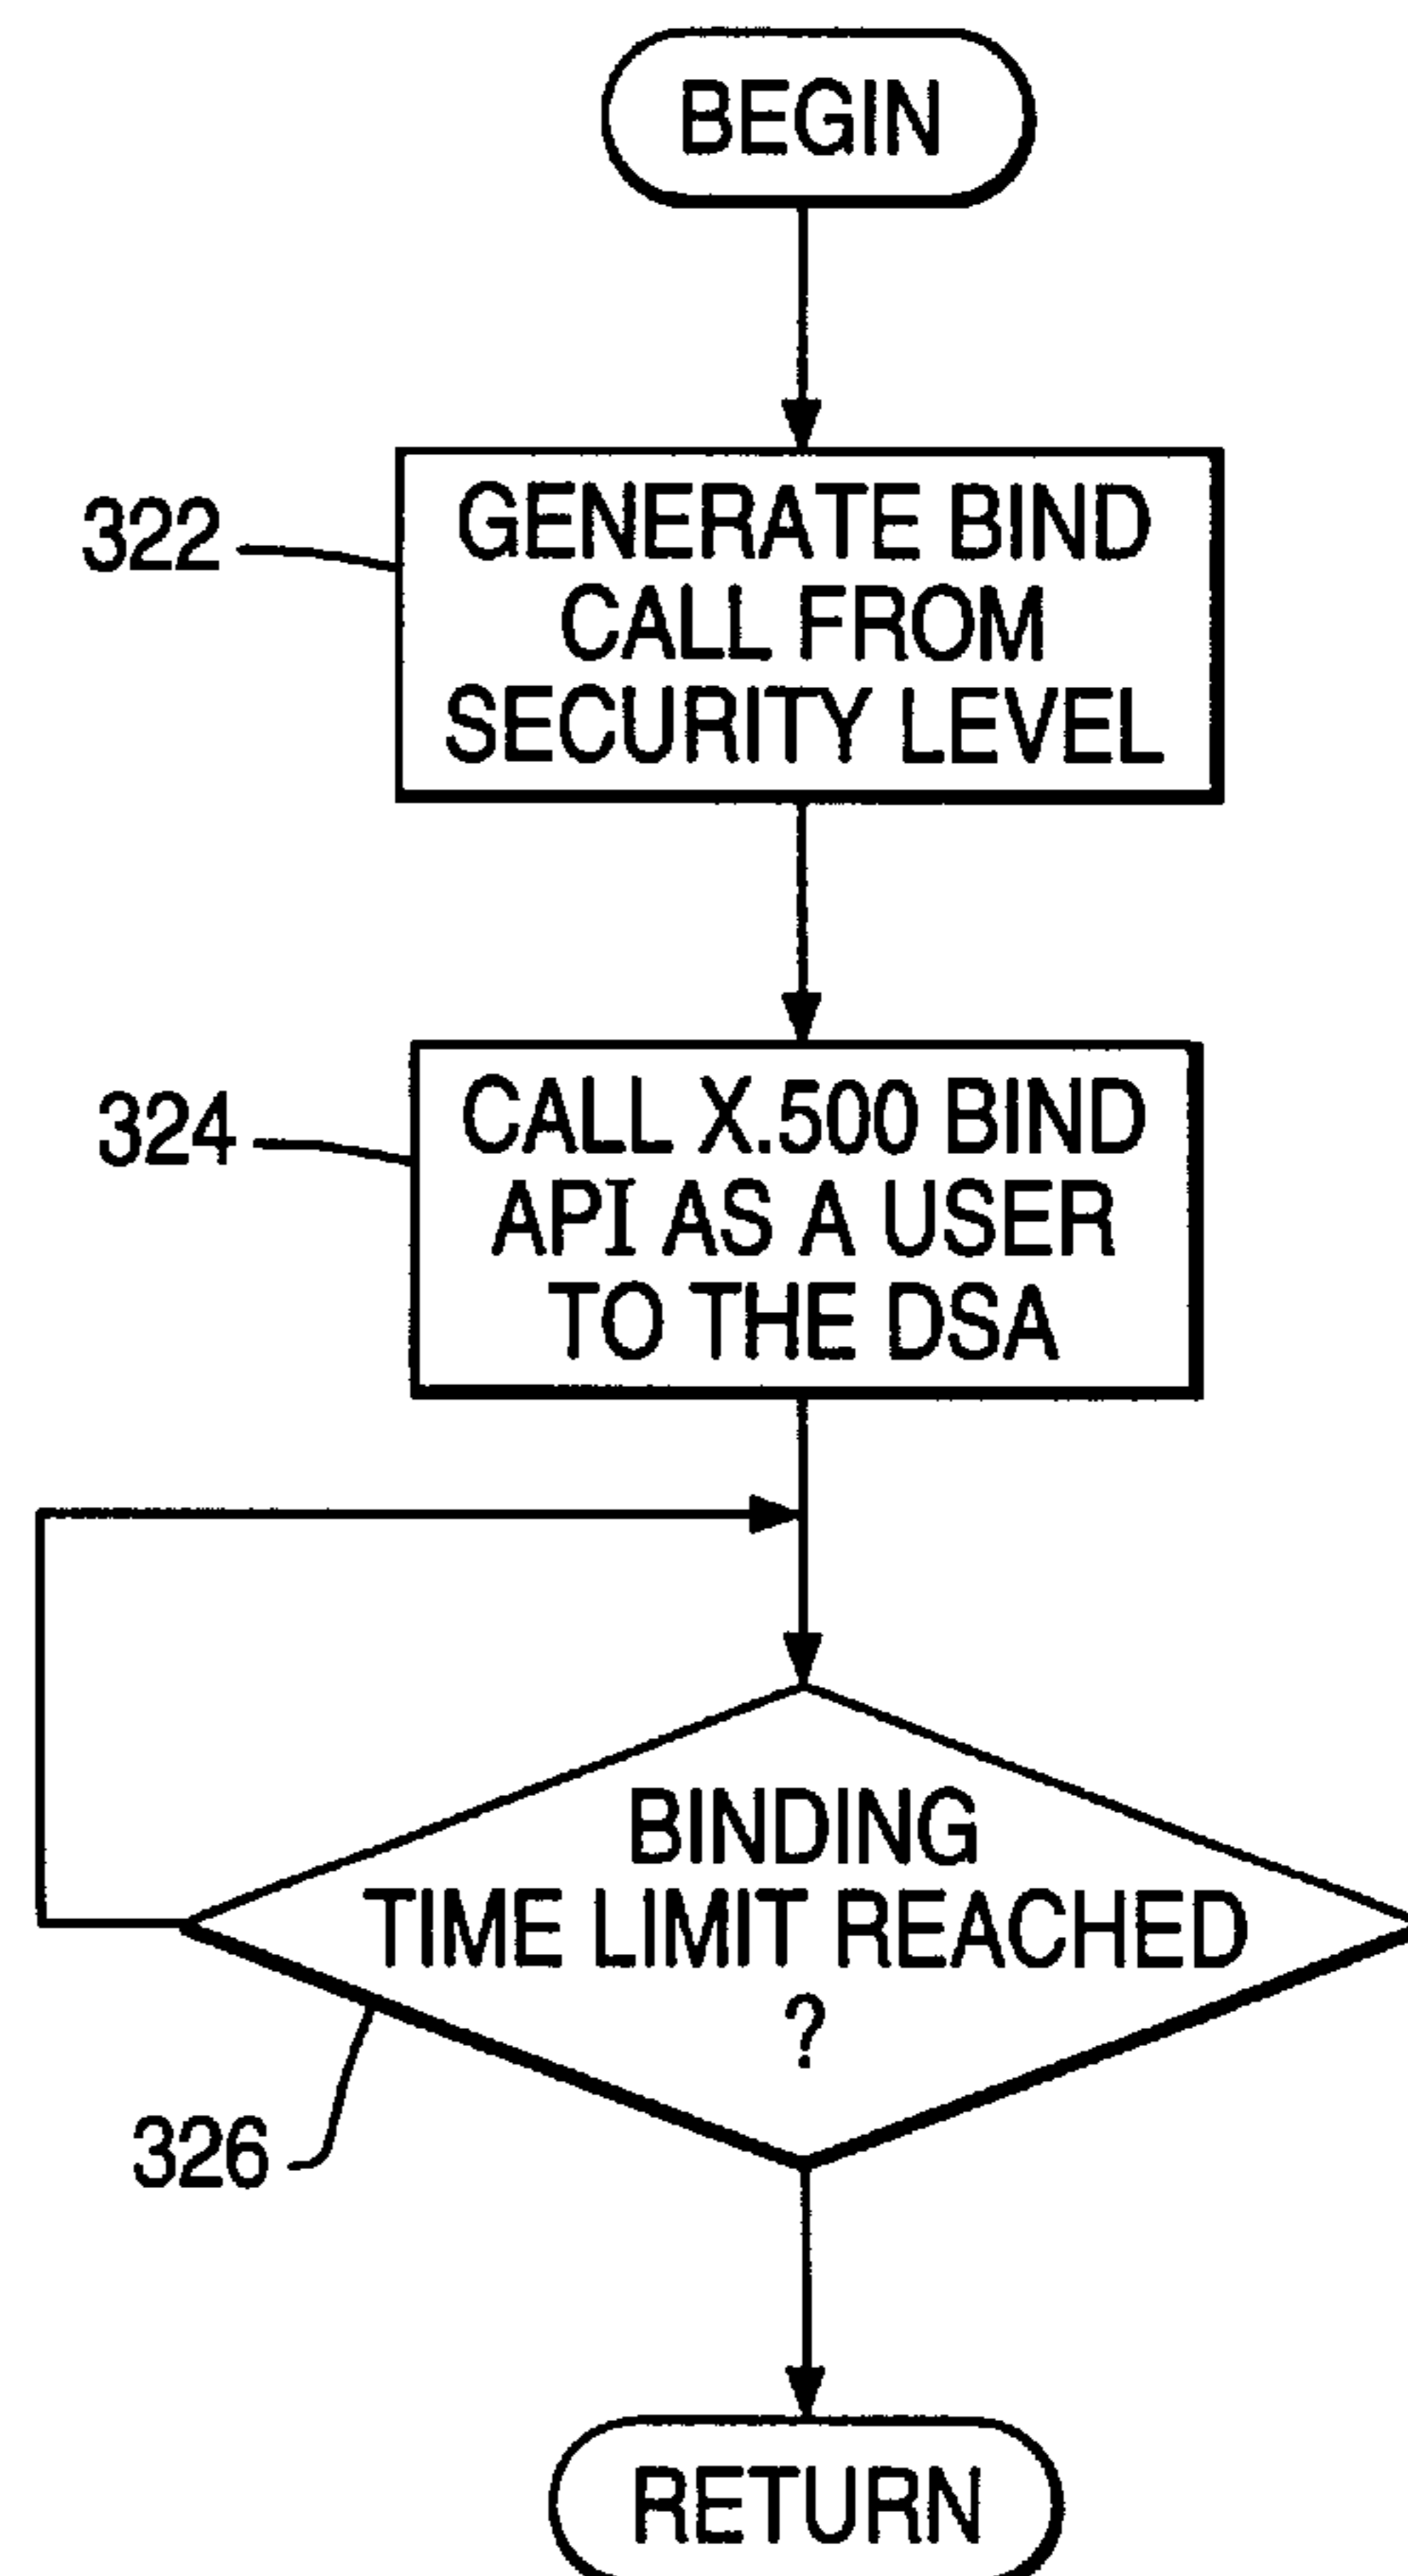 BEGIN
322
GENERATE BIND
CALL FROM
SECURITY LEVEL
324
CALL X.500 BIND
API AS A USER
TO THE DSA
BINDING
TIME LIMIT REACHED
?
326
RETURN